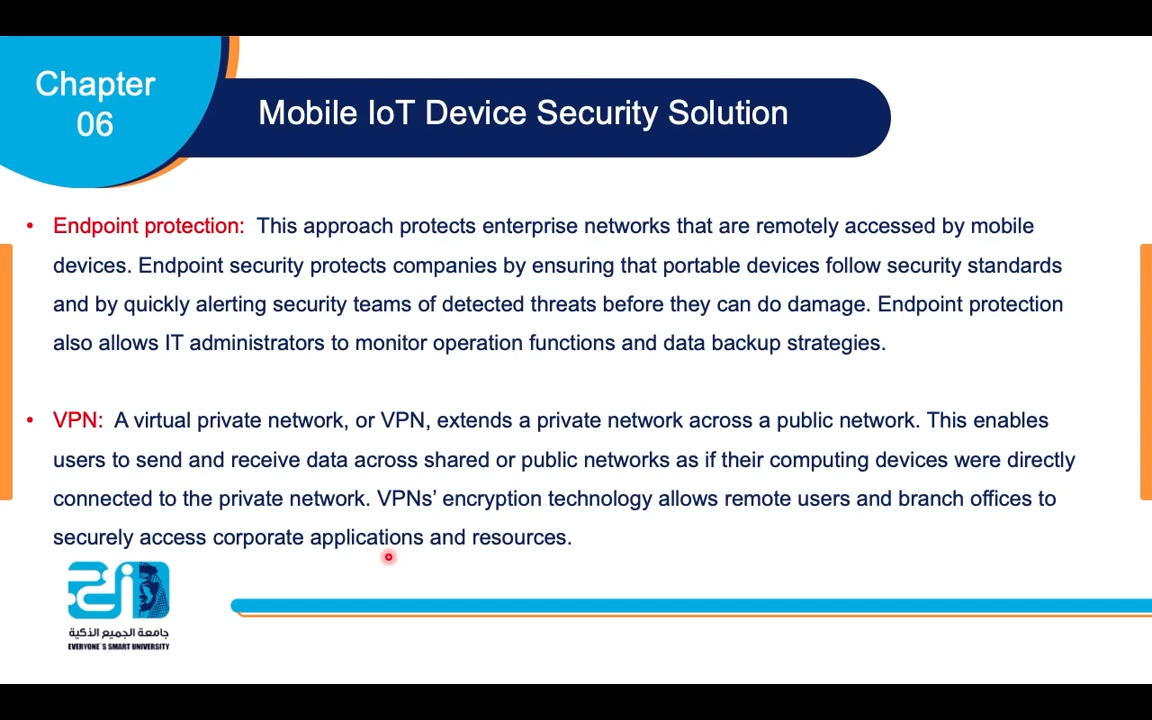 Chapter
06
Mobile IoT Device Security Solution
• Endpoint protection: This approach protects enterprise networks that are remotely accessed by mobile
devices. Endpoint security protects companies by ensuring that portable devices follow security standards
and by quickly alerting security teams of detected threats before they can do damage. Endpoint protection
also allows IT administrators to monitor operation functions and data backup strategies.
• VPN: A virtual private network, or VPN, extends a private network across a public network. This enables
users to send and receive data across shared or public networks as if their computing devices were directly
connected to the private network. VPNs’ encryption technology allows remote users and branch offices to
securely access corporate applications and resources.
جامعة الجميع الذكية
EVERYONE`S SMART UNIVERSITY